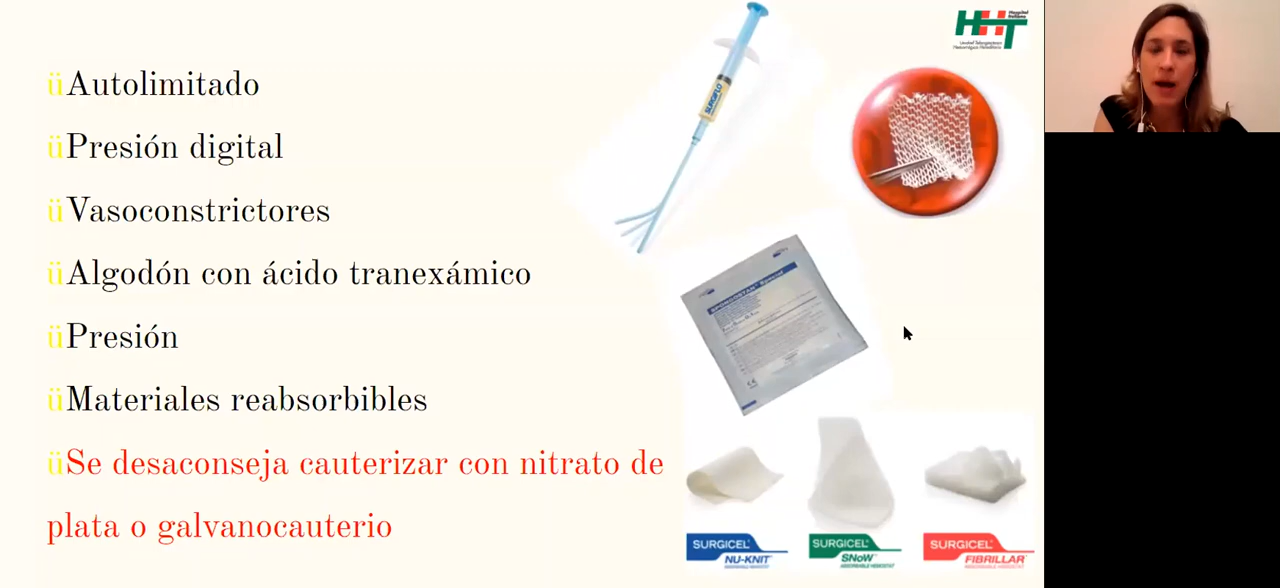 üAutolimitado
üPresión digital
üVasoconstrictores
üAlgodón con ácido tranexámico
üPresión
üMateriales reabsorbibles
üSe desaconseja cauterizar con nitrato de
plata o galvanocauterio
SURGIFLO
HHT
SURGICEL
NU-KNIT
SURGICEL
SNoW
SURGICEL
FIBRILLAR